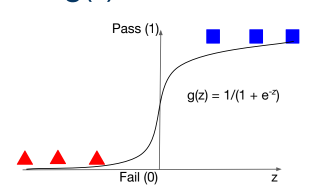 Pass (1)
g(z) = 1/(1 + e⁻ᶻ)
Fail (0)
z